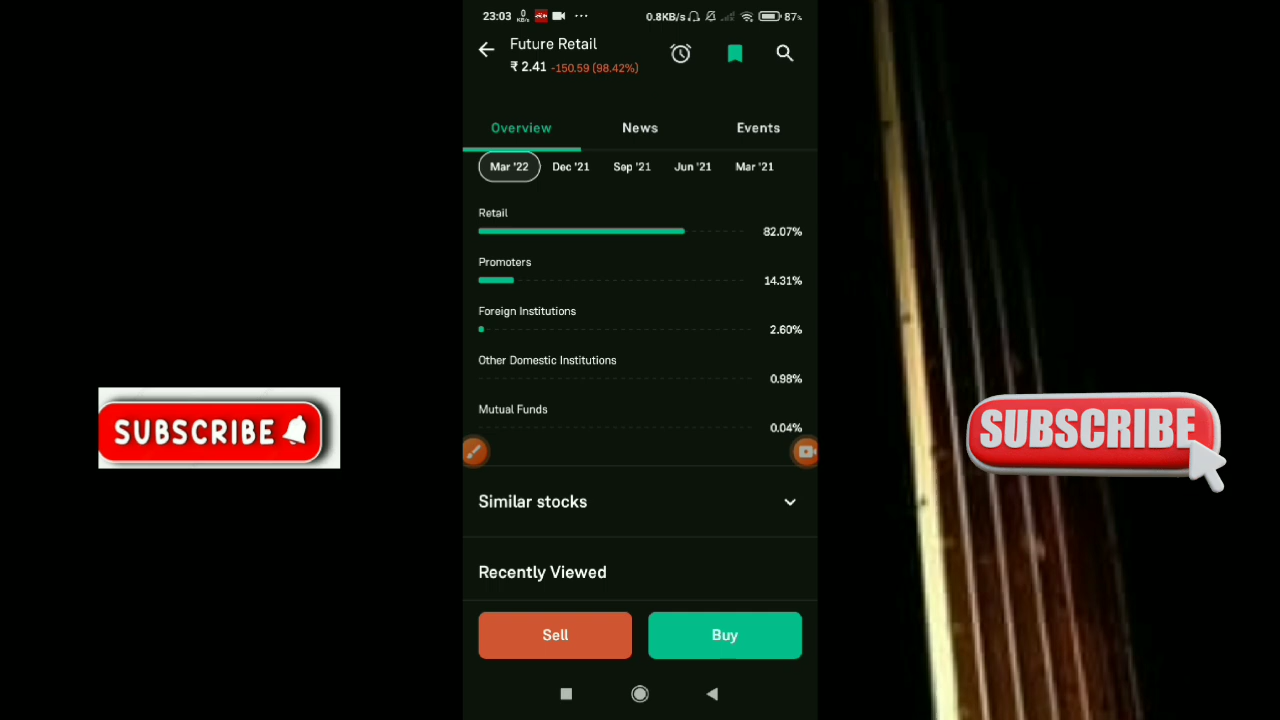 23:03 0 KB/s ... 0.8KB/s 87%
Future Retail
₹ 2.41 -150.59 (98.42%)
Overview News Events
Mar '22 Dec '21 Sep '21 Jun '21 Mar '21
Retail
82.07%
Promoters
14.31%
Foreign Institutions
2.60%
Other Domestic Institutions
0.98%
Mutual Funds
0.04%
SUBSCRIBE
SUBSCRIBE
Similar stocks
Recently Viewed
Sell Buy